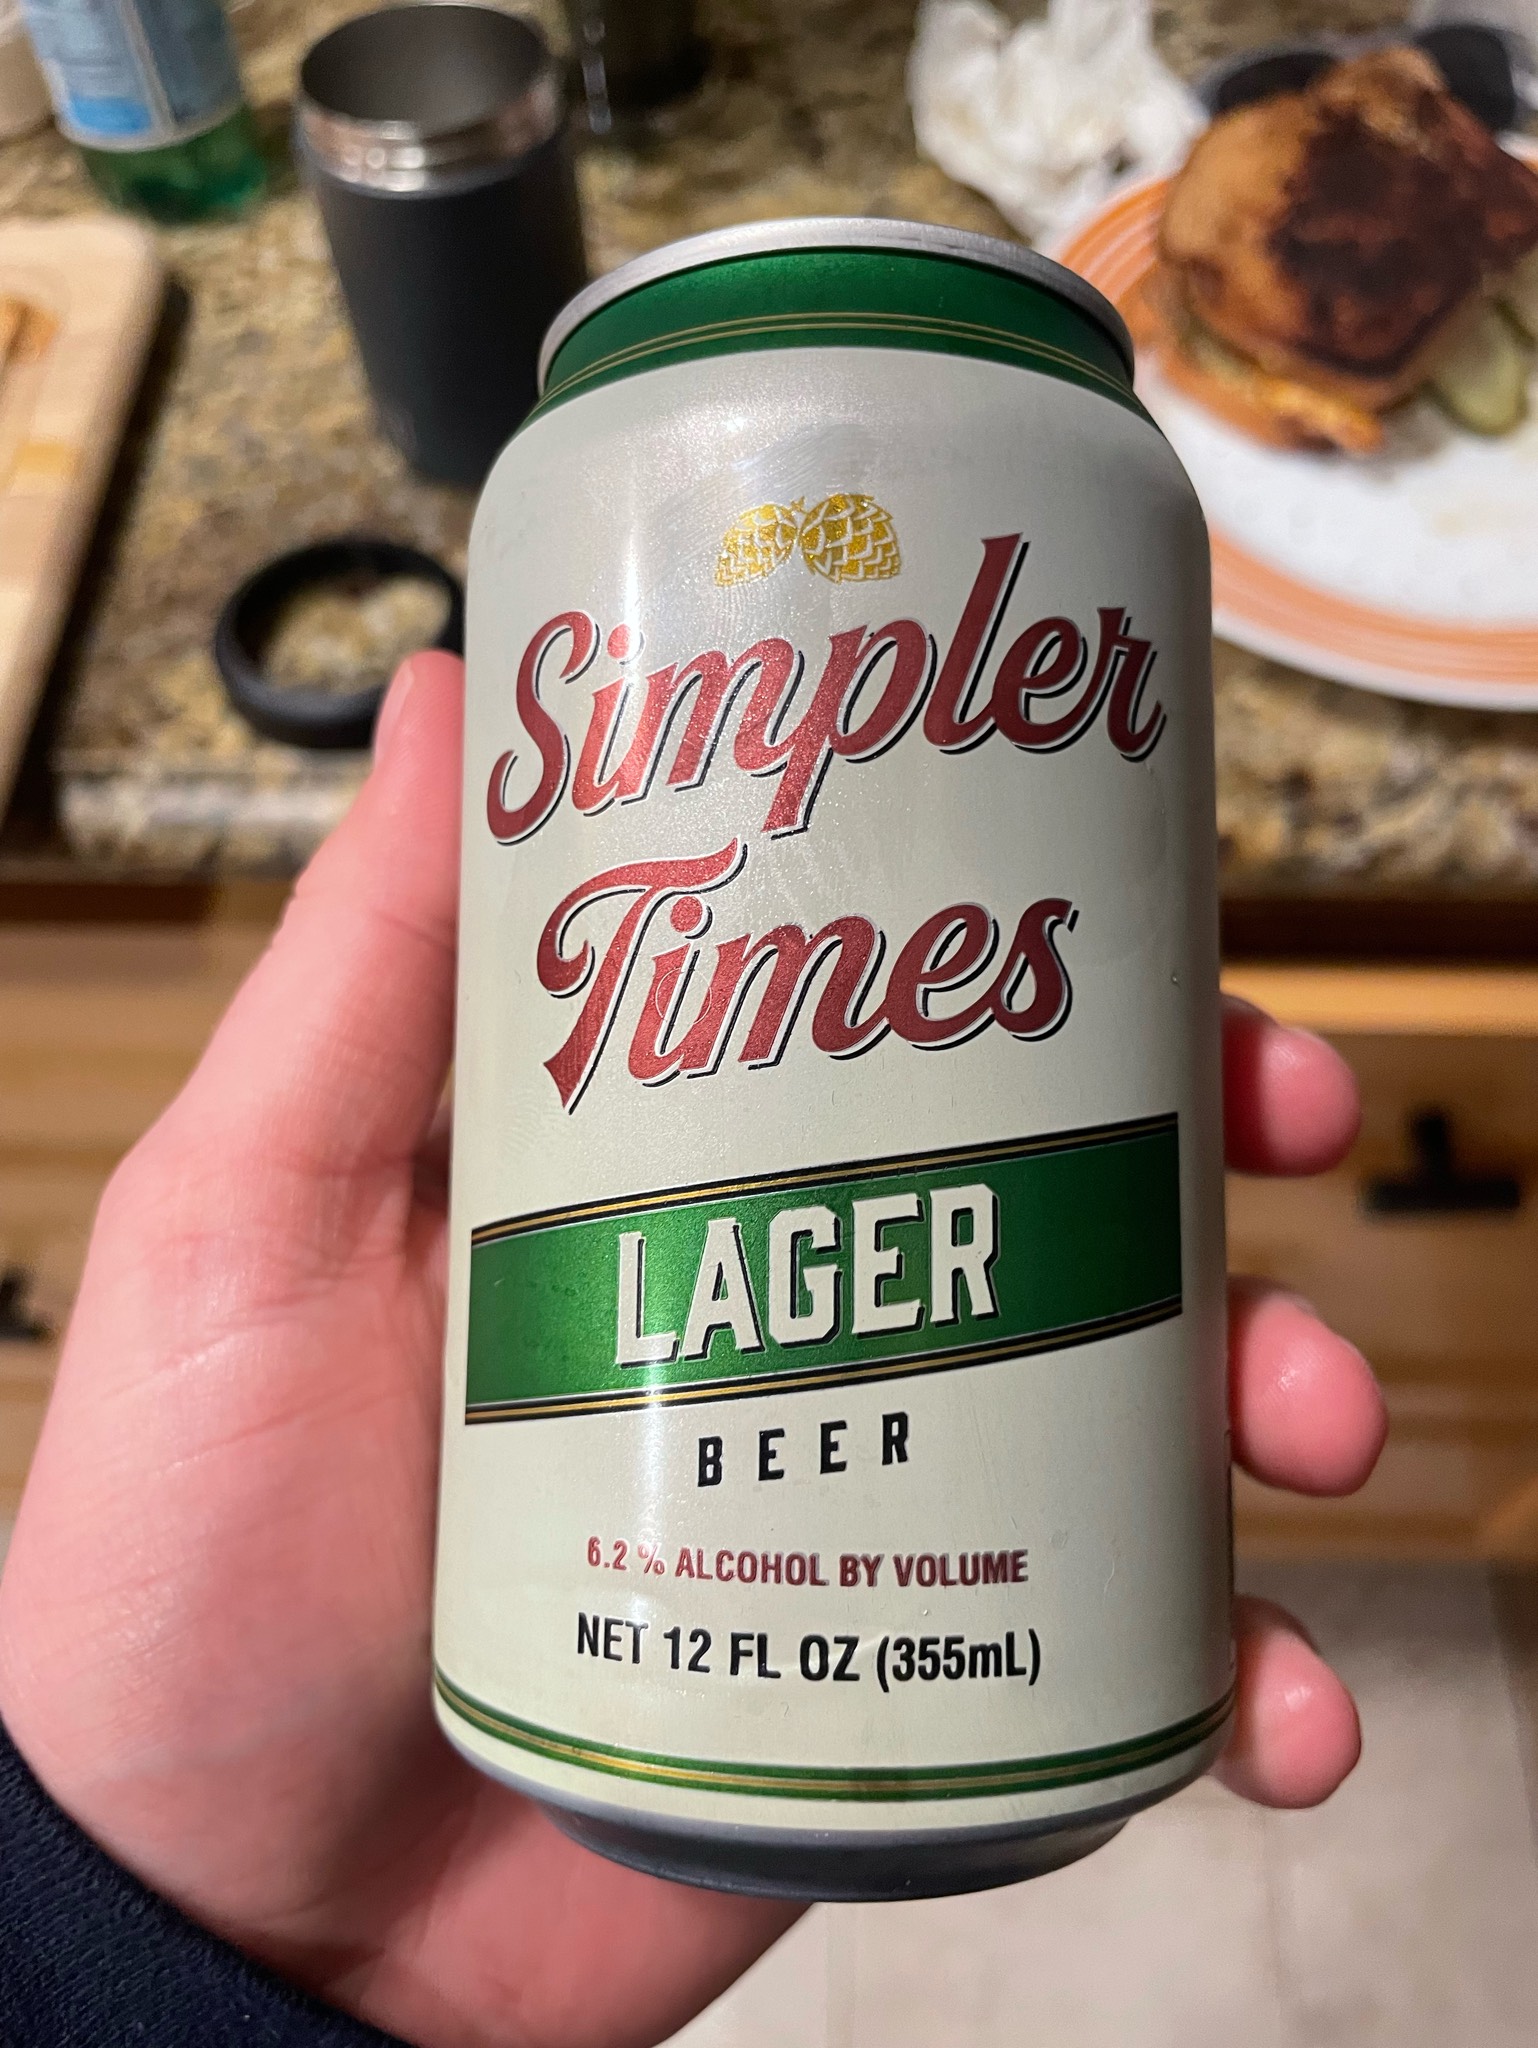 Simpler
Times
LAGER
BEER
6.2 % ALCOHOL BY VOLUME
NET 12 FL OZ (355mL)